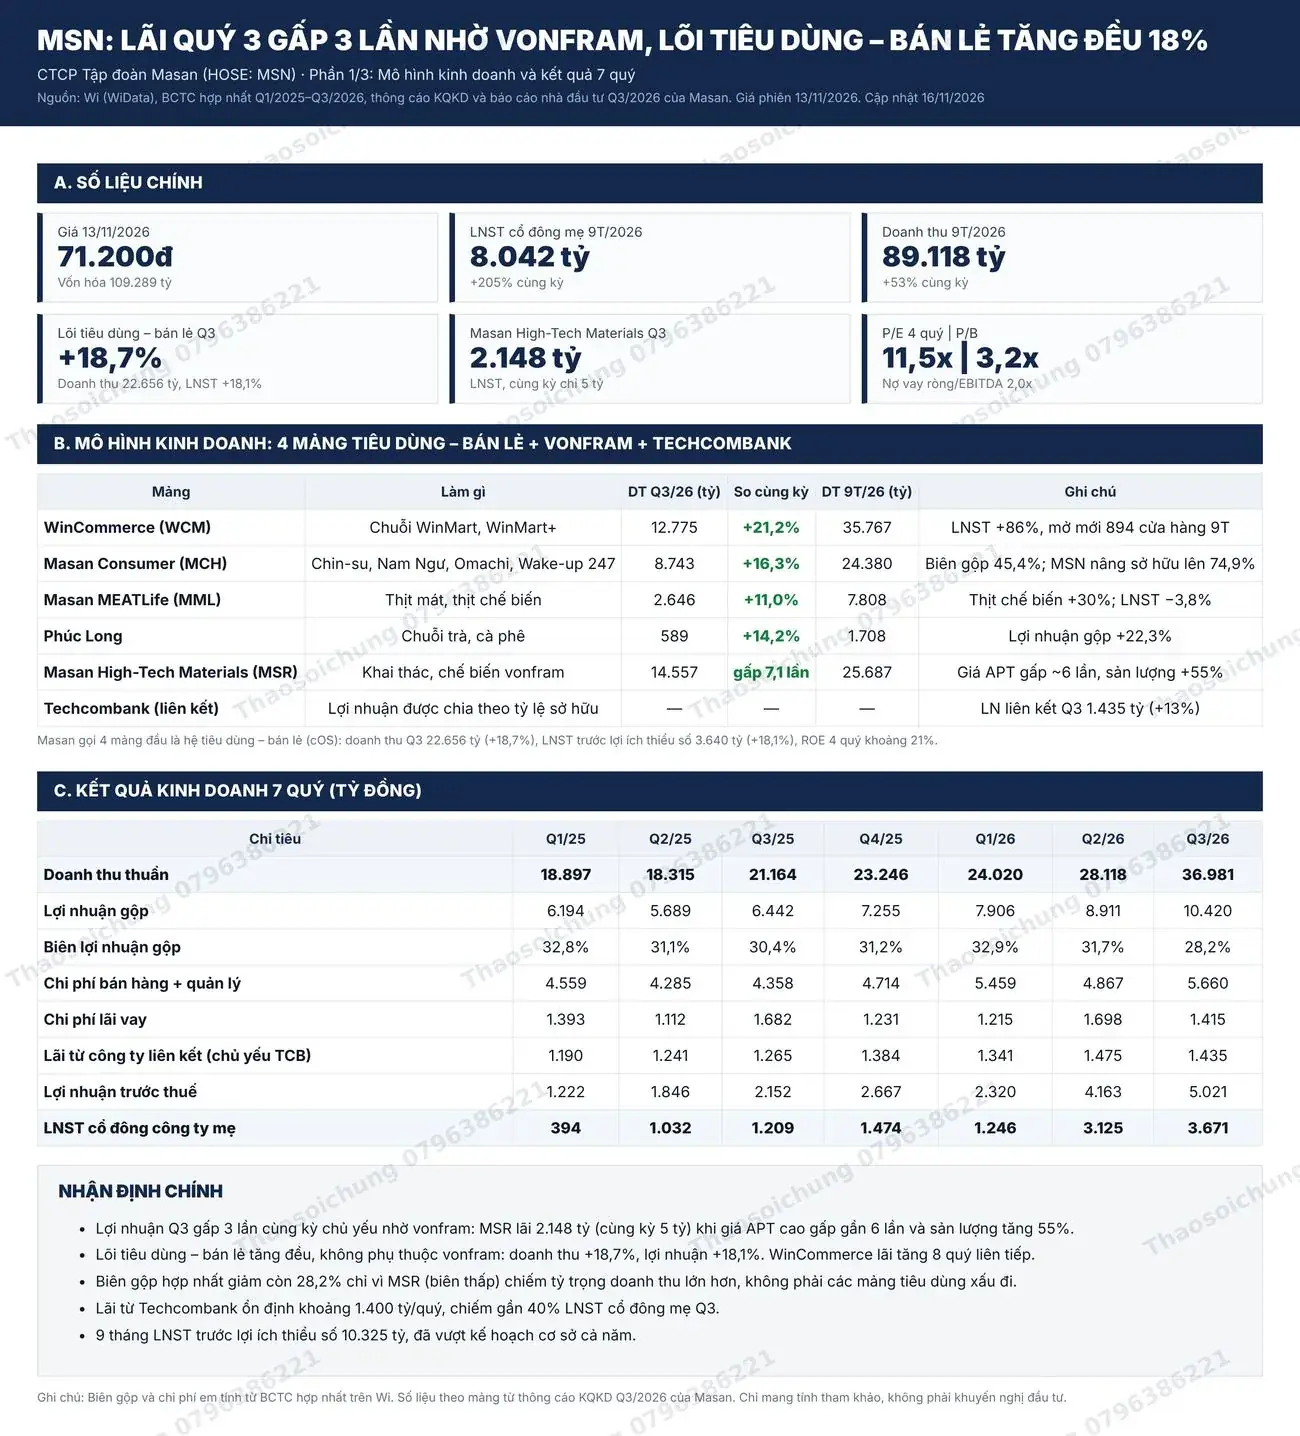 MSN: LÃI QUÝ 3 GẤP 3 LẦN NHỜ VONFRAM, LÕI TIÊU DÙNG – BÁN LẺ TĂNG ĐỀU 18%
CTCP Tập đoàn Masan (HOSE: MSN) · Phần 1/3: Mô hình kinh doanh và kết quả 7 quý
Nguồn: Wi (WiData), BCTC hợp nhất Q1/2025–Q3/2026, thông cáo KQKD và báo cáo nhà đầu tư Q3/2026 của Masan. Giá phiên 13/11/2026. Cập nhật 16/11/2026
A. SỐ LIỆU CHÍNH
Giá 13/11/2026
71.200đ
Vốn hóa 109.289 tỷ
LNST cổ đông mẹ 9T/2026
8.042 tỷ
+205% cùng kỳ
Doanh thu 9T/2026
89.118 tỷ
+53% cùng kỳ
Lõi tiêu dùng – bán lẻ Q3
+18,7%
Doanh thu 22.656 tỷ, LNST +18,1%
Masan High-Tech Materials Q3
2.148 tỷ
LNST, cùng kỳ chỉ 5 tỷ
P/E 4 quý | P/B
11,5x | 3,2x
Nợ vay ròng/EBITDA 2,0x
B. MÔ HÌNH KINH DOANH: 4 MẢNG TIÊU DÙNG – BÁN LẺ + VONFRAM + TECHCOMBANK
Mảng Làm gì DT Q3/26 (tỷ) So cùng kỳ DT 9T/26 (tỷ) Ghi chú
WinCommerce (WCM) Chuỗi WinMart, WinMart+ 12.775 +21,2% 35.767 LNST +86%, mở mới 894 cửa hàng 9T
Masan Consumer (MCH) Chin-su, Nam Ngư, Omachi, Wake-up 247 8.743 +16,3% 24.380 Biên gộp 45,4%; MSN nâng sở hữu lên 74,9%
Masan MEATLife (MML) Thịt mát, thịt chế biến 2.646 +11,0% 7.808 Thịt chế biến +30%; LNST −3,8%
Phúc Long Chuỗi trà, cà phê 589 +14,2% 1.708 Lợi nhuận gộp +22,3%
Masan High-Tech Materials (MSR) Khai thác, chế biến vonfram 14.557 gấp 7,1 lần 25.687 Giá APT gấp ~6 lần, sản lượng +55%
Techcombank (liên kết) Lợi nhuận được chia theo tỷ lệ sở hữu — — — LN liên kết Q3 1.435 tỷ (+13%)
Masan gọi 4 mảng đầu là hệ tiêu dùng – bán lẻ (cOS): doanh thu Q3 22.656 tỷ (+18,7%), LNST trước lợi ích thiểu số 3.640 tỷ (+18,1%), ROE 4 quý khoảng 21%.
C. KẾT QUẢ KINH DOANH 7 QUÝ (TỶ ĐỒNG)
Chỉ tiêu Q1/25 Q2/25 Q3/25 Q4/25 Q1/26 Q2/26 Q3/26
Doanh thu thuần 18.897 18.315 21.164 23.246 24.020 28.118 36.981
Lợi nhuận gộp 6.194 5.689 6.442 7.255 7.906 8.911 10.420
Biên lợi nhuận gộp 32,8% 31,1% 30,4% 31,2% 32,9% 31,7% 28,2%
Chi phí bán hàng + quản lý 4.559 4.285 4.358 4.714 5.459 4.867 5.660
Chi phí lãi vay 1.393 1.112 1.682 1.231 1.215 1.698 1.415
Lãi từ công ty liên kết (chủ yếu TCB) 1.190 1.241 1.265 1.384 1.341 1.475 1.435
Lợi nhuận trước thuế 1.222 1.846 2.152 2.667 2.320 4.163 5.021
LNST cổ đông công ty mẹ 394 1.032 1.209 1.474 1.246 3.125 3.671
NHẬN ĐỊNH CHÍNH
• Lợi nhuận Q3 gấp 3 lần cùng kỳ chủ yếu nhờ vonfram: MSR lãi 2.148 tỷ (cùng kỳ 5 tỷ) khi giá APT cao gấp gần 6 lần và sản lượng tăng 55%.
• Lõi tiêu dùng – bán lẻ tăng đều, không phụ thuộc vonfram: doanh thu +18,7%, lợi nhuận +18,1%. WinCommerce lãi tăng 8 quý liên tiếp.
• Biên gộp hợp nhất giảm còn 28,2% chỉ vì MSR (biên thấp) chiếm tỷ trọng doanh thu lớn hơn, không phải các mảng tiêu dùng xấu đi.
• Lãi từ Techcombank ổn định khoảng 1.400 tỷ/quý, chiếm gần 40% LNST cổ đông mẹ Q3.
• 9 tháng LNST trước lợi ích thiểu số 10.325 tỷ, đã vượt kế hoạch cơ sở cả năm.
Ghi chú: Biên gộp và chi phí em tính từ BCTC hợp nhất trên Wi. Số liệu theo mảng từ thông cáo KQKD Q3/2026 của Masan. Chỉ mang tính tham khảo, không phải khuyến nghị đầu tư.
Thaosoichung 0796386221